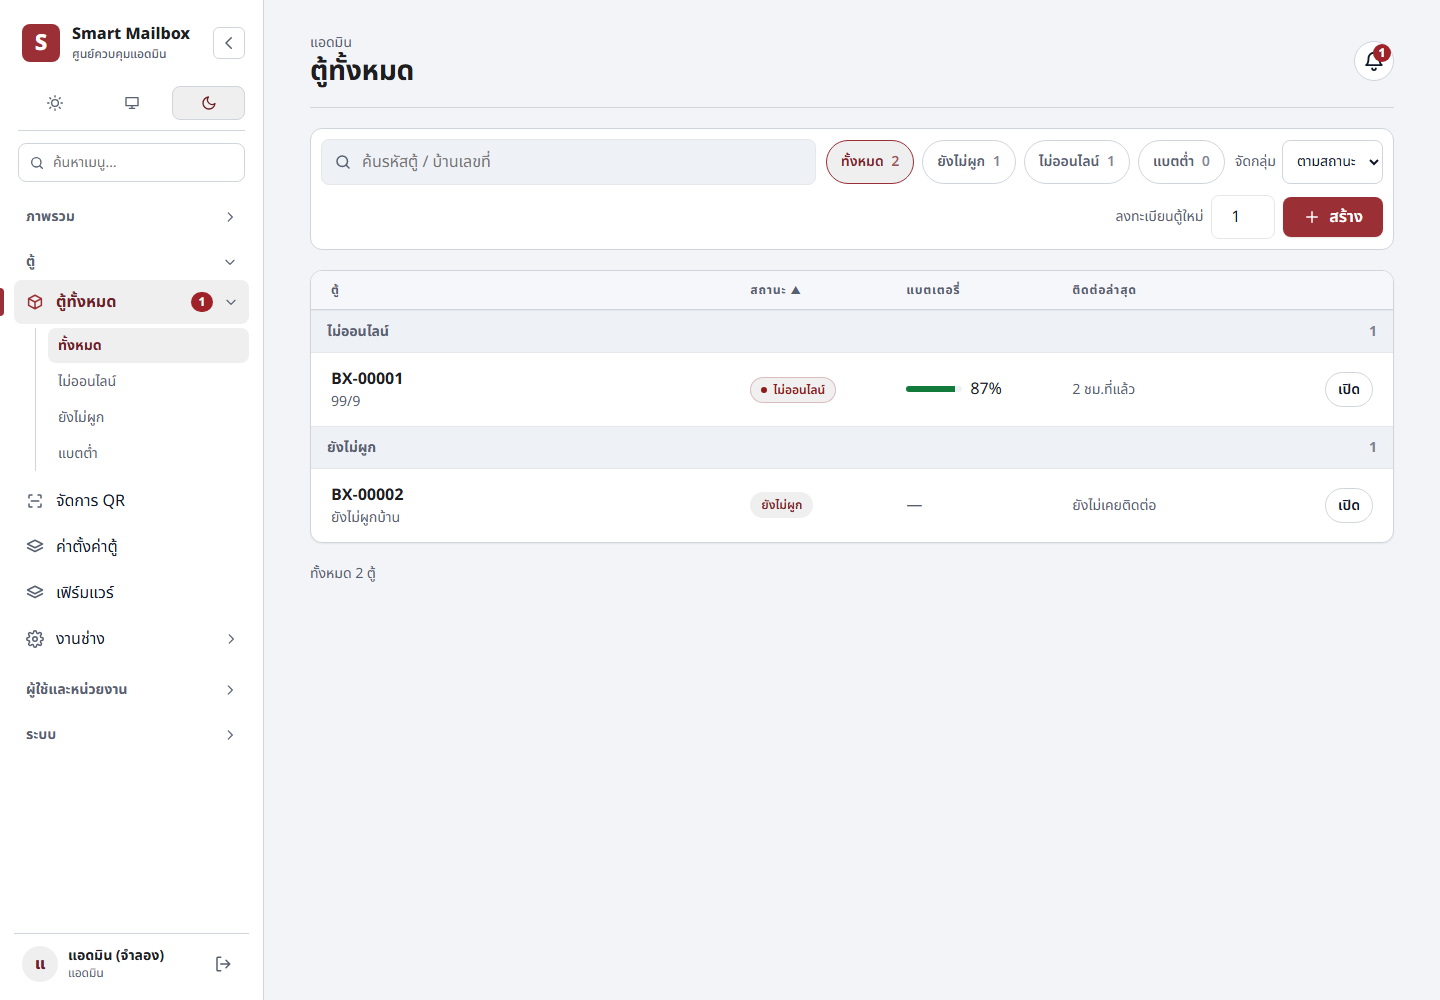 S
Smart Mailbox
ศูนย์ควบคุมแอดมิน
ค้นหาเมนู...
ภาพรวม
ตู้
ตู้ทั้งหมด 1
ทั้งหมด
ไม่ออนไลน์
ยังไม่ผูก
แบตต่ำ
จัดการ QR
ค่าตั้งค่าตู้
เฟิร์มแวร์
งานช่าง
ผู้ใช้และหน่วยงาน
ระบบ
แ
แอดมิน (จำลอง)
แอดมิน
แอดมิน
ตู้ทั้งหมด
1
ค้นรหัสตู้ / บ้านเลขที่
ทั้งหมด 2 ยังไม่ผูก 1 ไม่ออนไลน์ 1 แบตต่ำ 0 จัดกลุ่ม ตามสถานะ
ลงทะเบียนตู้ใหม่ 1 + สร้าง
ตู้ สถานะ ▲ แบตเตอรี่ ติดต่อล่าสุด
ไม่ออนไลน์ 1
BX-00001
99/9
ไม่ออนไลน์ 87% 2 ชม.ที่แล้ว เปิด
ยังไม่ผูก 1
BX-00002
ยังไม่ผูกบ้าน
ยังไม่ผูก — ยังไม่เคยติดต่อ เปิด
ทั้งหมด 2 ตู้